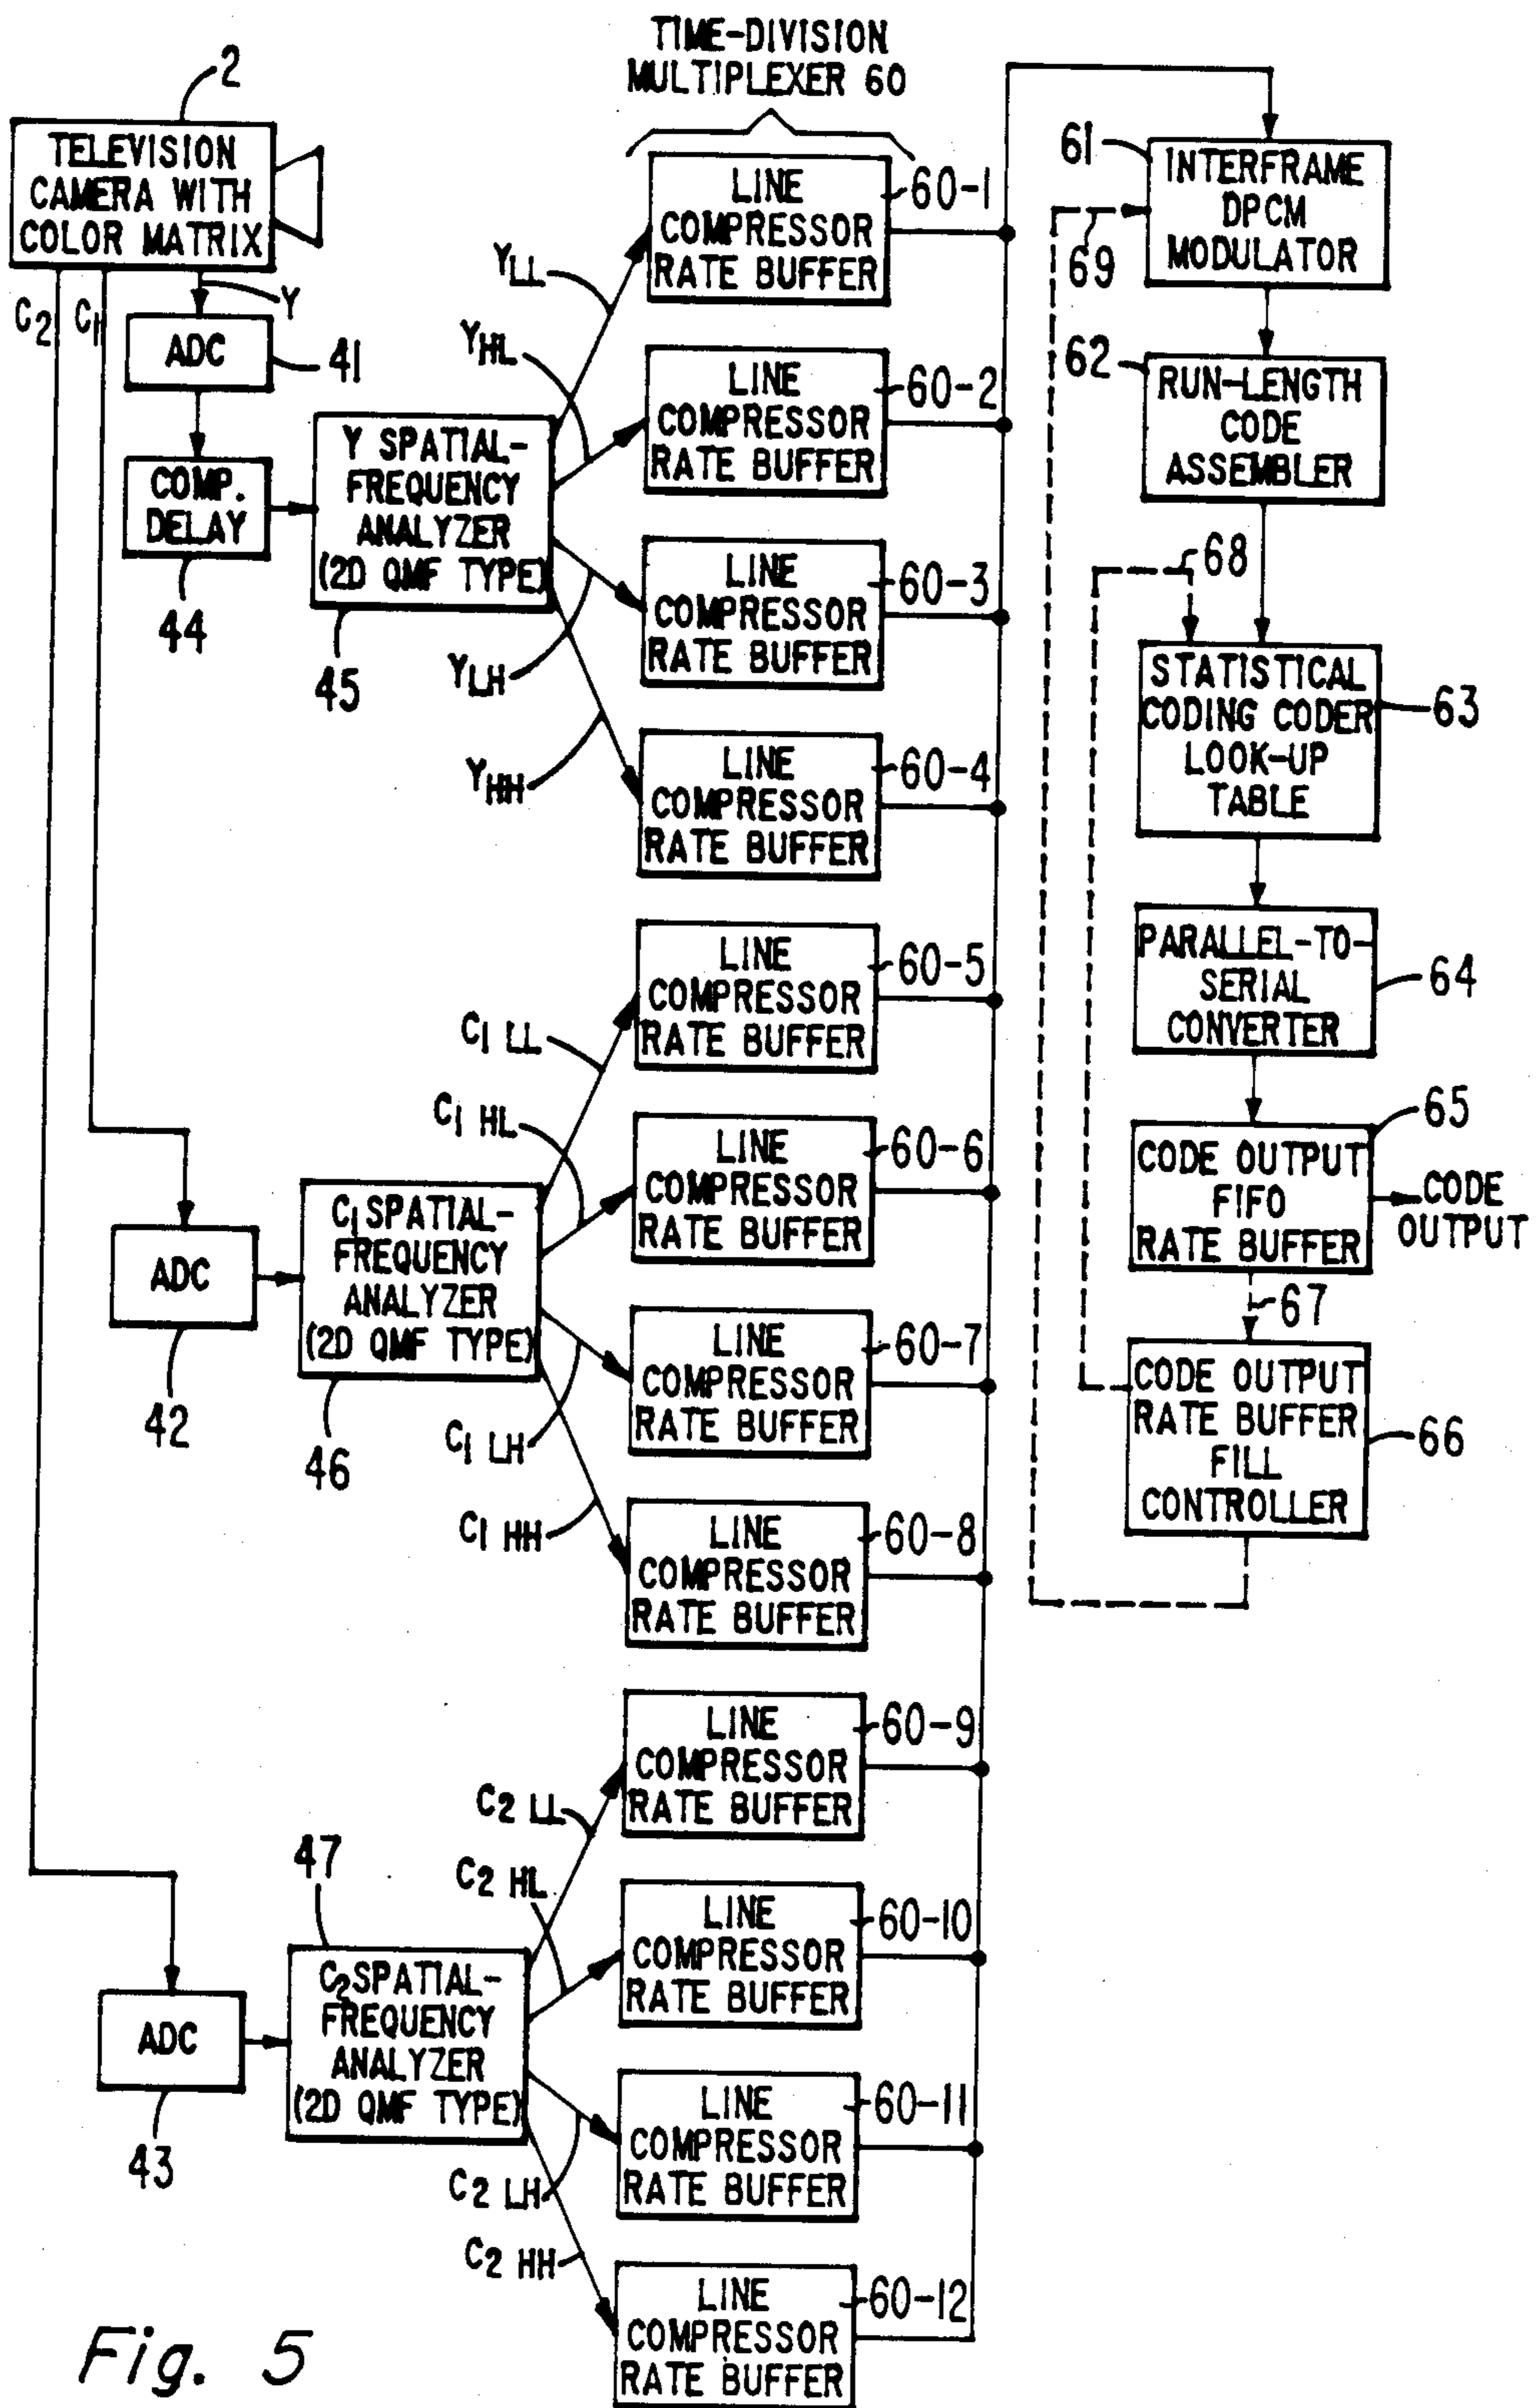 TIME-DIVISION
MULTIPLEXER 60
2
TELEVISION
CAMERA WITH
COLOR MATRIX
C2
C1
Y
ADC
41
COMP.
DELAY
44
Y SPATIAL-
FREQUENCY
ANALYZER
(2D QMF TYPE)
45
YLL
YHL
YLH
YHH
LINE
COMPRESSOR
RATE BUFFER
60-1
LINE
COMPRESSOR
RATE BUFFER
60-2
LINE
COMPRESSOR
RATE BUFFER
60-3
LINE
COMPRESSOR
RATE BUFFER
60-4
ADC
42
C1 SPATIAL-
FREQUENCY
ANALYZER
(2D QMF TYPE)
46
C1 LL
C1 HL
C1 LH
C1 HH
LINE
COMPRESSOR
RATE BUFFER
60-5
LINE
COMPRESSOR
RATE BUFFER
60-6
LINE
COMPRESSOR
RATE BUFFER
60-7
LINE
COMPRESSOR
RATE BUFFER
60-8
ADC
43
47
C2 SPATIAL-
FREQUENCY
ANALYZER
(2D QMF TYPE)
C2 LL
C2 HL
C2 LH
C2 HH
LINE
COMPRESSOR
RATE BUFFER
60-9
LINE
COMPRESSOR
RATE BUFFER
60-10
LINE
COMPRESSOR
RATE BUFFER
60-11
LINE
COMPRESSOR
RATE BUFFER
60-12
61
INTERFRAME
DPCM
MODULATOR
69
62
RUN-LENGTH
CODE
ASSEMBLER
68
STATISTICAL
CODING CODER
LOOK-UP
TABLE
63
PARALLEL-TO-
SERIAL
CONVERTER
64
65
CODE OUTPUT
FIFO
RATE BUFFER
CODE
OUTPUT
67
CODE OUTPUT
RATE BUFFER
FILL
CONTROLLER
66
Fig. 5